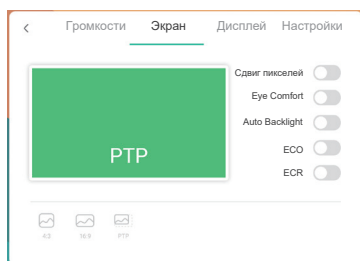 Громкости Экран Дисплей Настройки
Сдвиг пикселей
Eye Comfort
Auto Backlight
PTP
ECO
ECR
4:3 16:9 PTP